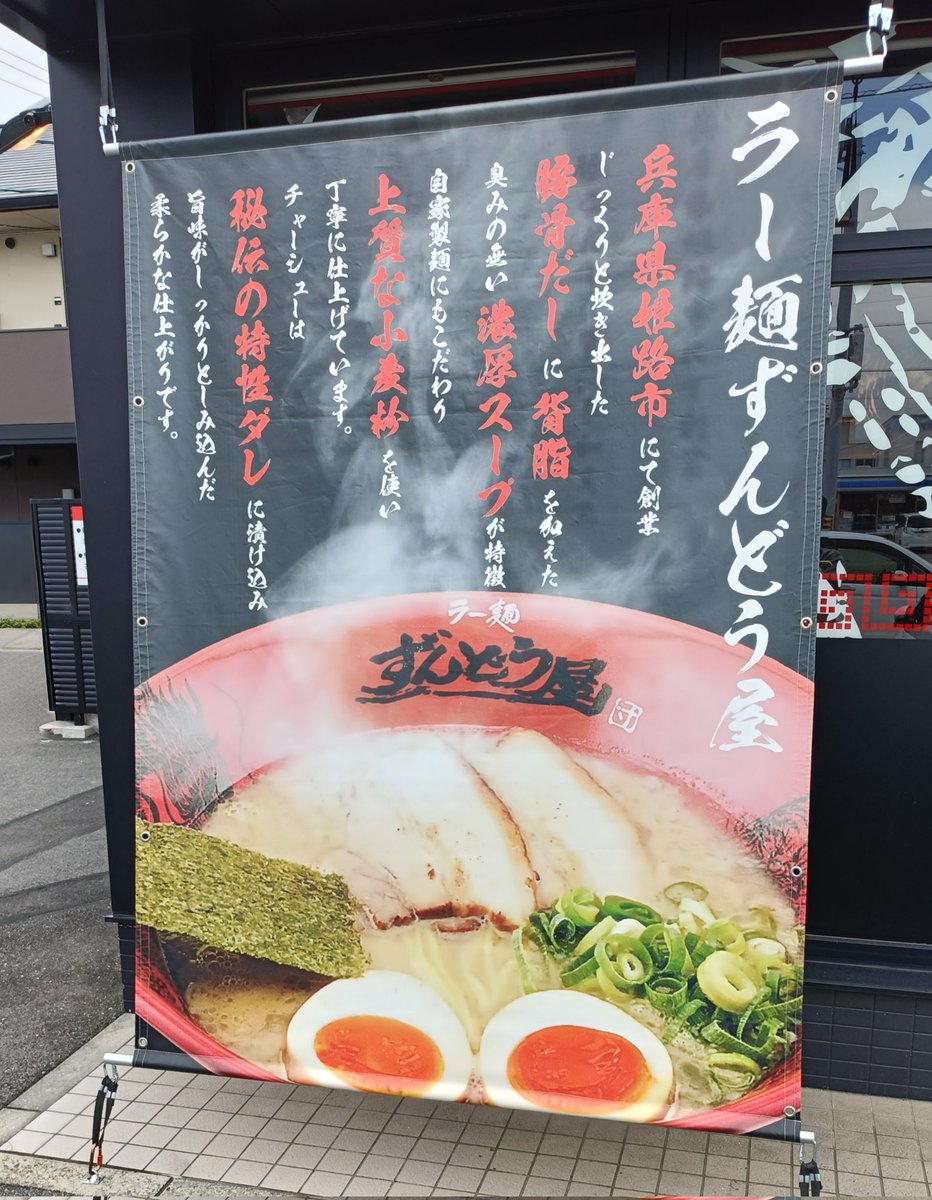 ラー麺ずんどう屋
兵庫県姫路市にて創業
じっくりと炊き出した
豚骨だしに背脂を加えた
臭みの無い濃厚スープが特徴
自家製麺にもこだわり
上質な小麦粉を使い
丁寧に仕上げています。
チャーシューは
秘伝の特性ダレに漬け込み
旨味がしっかりとしみ込んだ
柔らかな仕上がりです。
ラー麺
ずんどう屋
団